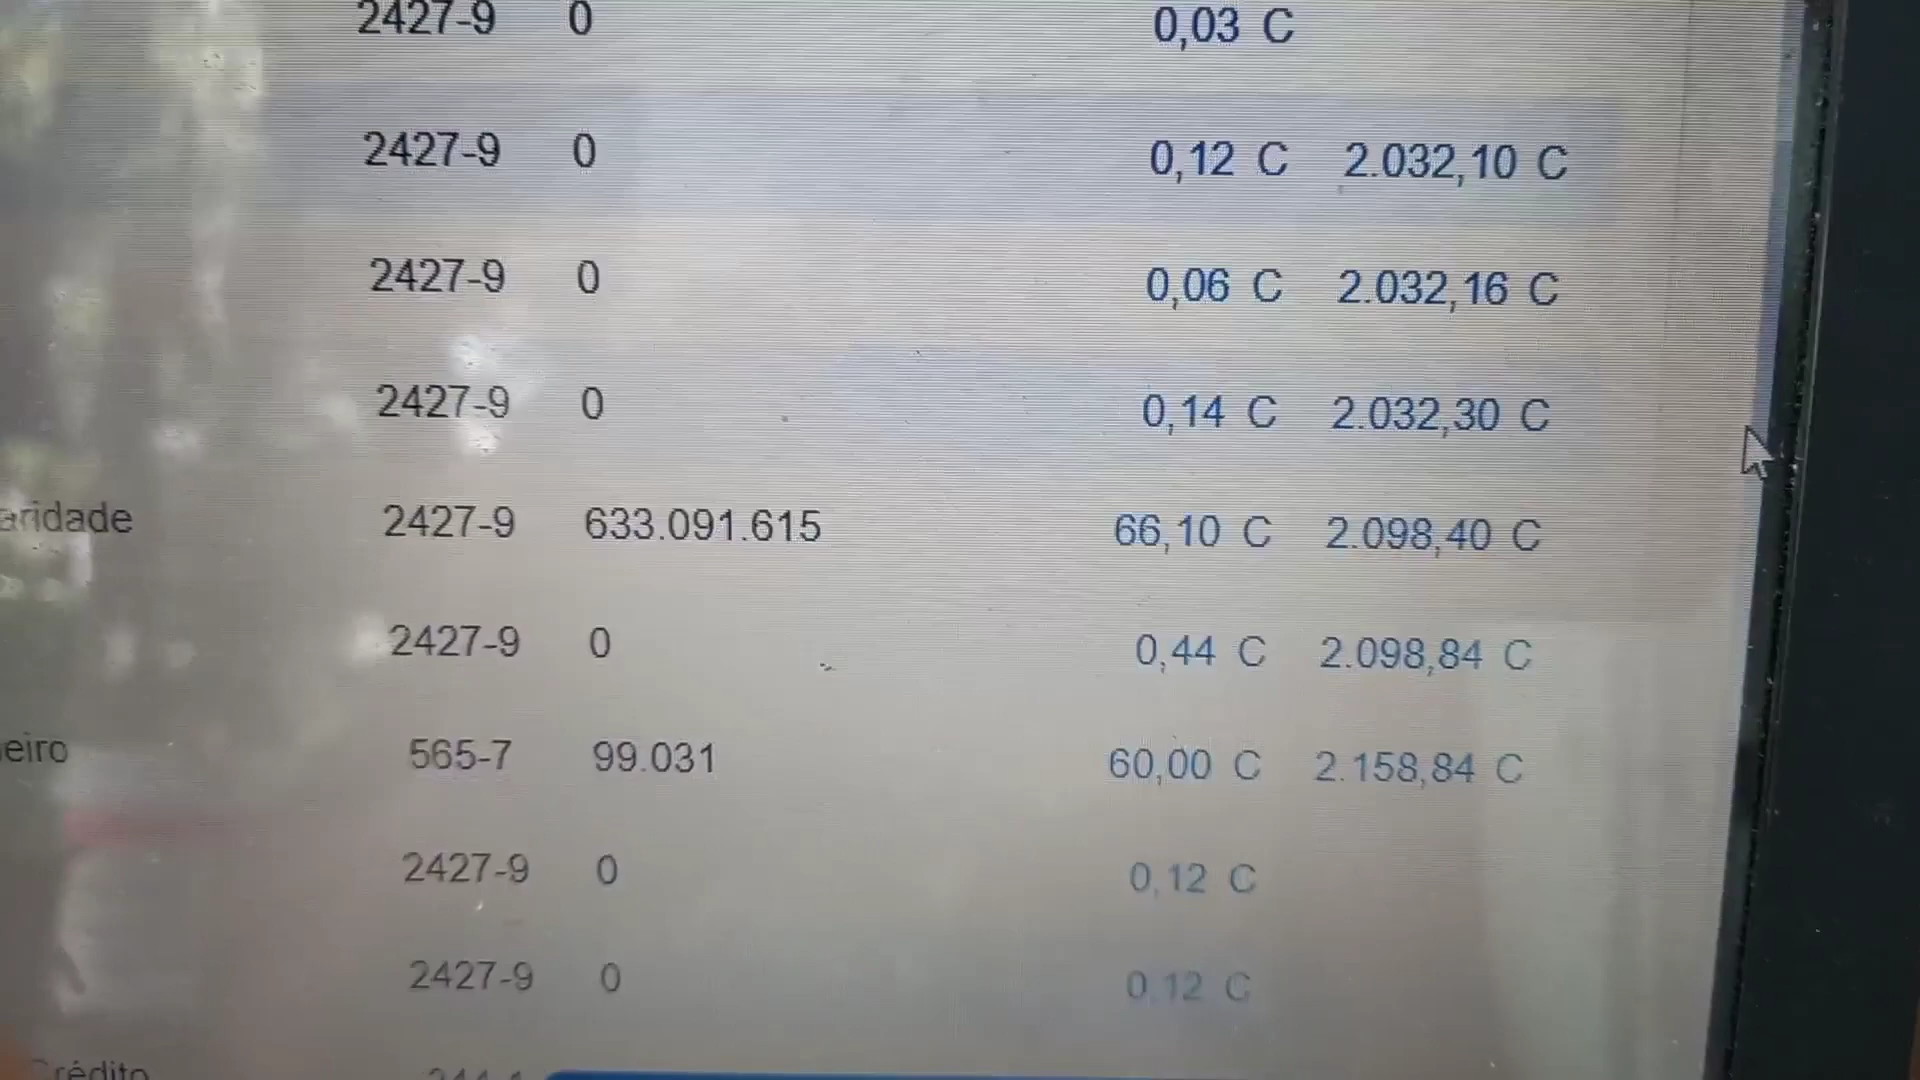 2427-9 0 0,03 C
2427-9 0 0,12 C 2.032,10 C
2427-9 0 0,06 C 2.032,16 C
2427-9 0 0,14 C 2.032,30 C
aridade 2427-9 633.091.615 66,10 C 2.098,40 C
2427-9 0 0,44 C 2.098,84 C
eiro 565-7 99.031 60,00 C 2.158,84 C
2427-9 0 0,12 C
2427-9 0 0,12 C
Crédito